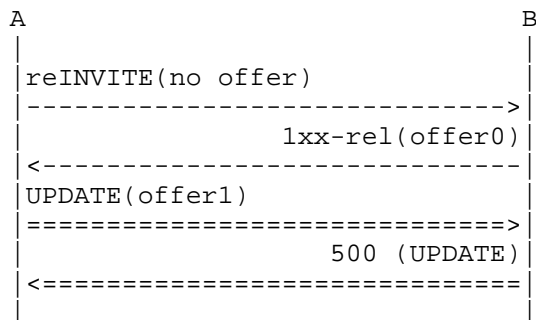 A B
reINVITE(no offer)
------------------------------>
1xx-rel(offer0)
<------------------------------
UPDATE(offer1)
==============================>
500 (UPDATE)
<==============================